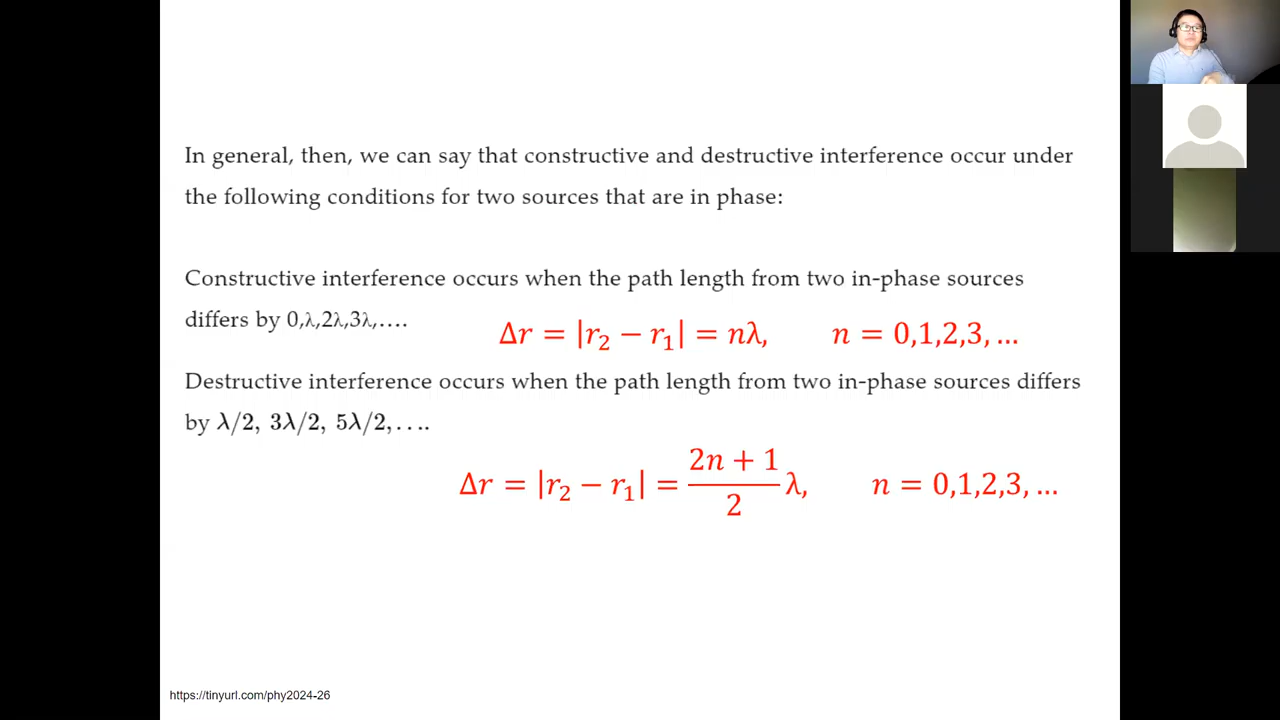 In general, then, we can say that constructive and destructive interference occur under
the following conditions for two sources that are in phase:
Constructive interference occurs when the path length from two in-phase sources
differs by 0,λ,2λ,3λ,….
Δr = |r₂ − r₁| = nλ, n = 0,1,2,3, …
Destructive interference occurs when the path length from two in-phase sources differs
by λ/2, 3λ/2, 5λ/2,….
Δr = |r₂ − r₁| = (2n + 1)/2 λ, n = 0,1,2,3, …
https://tinyurl.com/phy2024-26